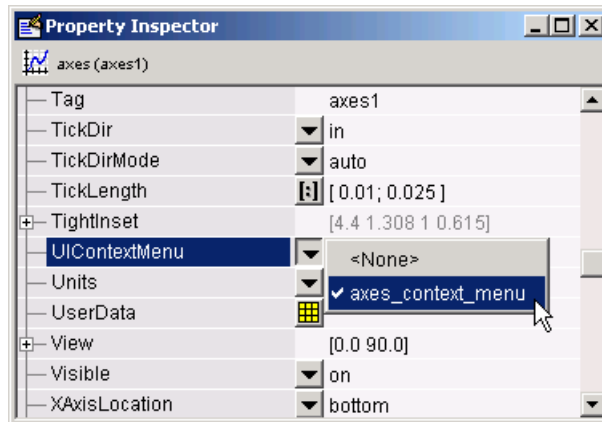 Property Inspector
axes (axes1)
Tag axes1
TickDir in
TickDirMode auto
TickLength [ 0.01; 0.025 ]
TightInset [4.4 1.308 1 0.615]
UIContextMenu
<None>
Units
axes_context_menu
UserData
View [0.0 90.0]
Visible on
XAxisLocation bottom